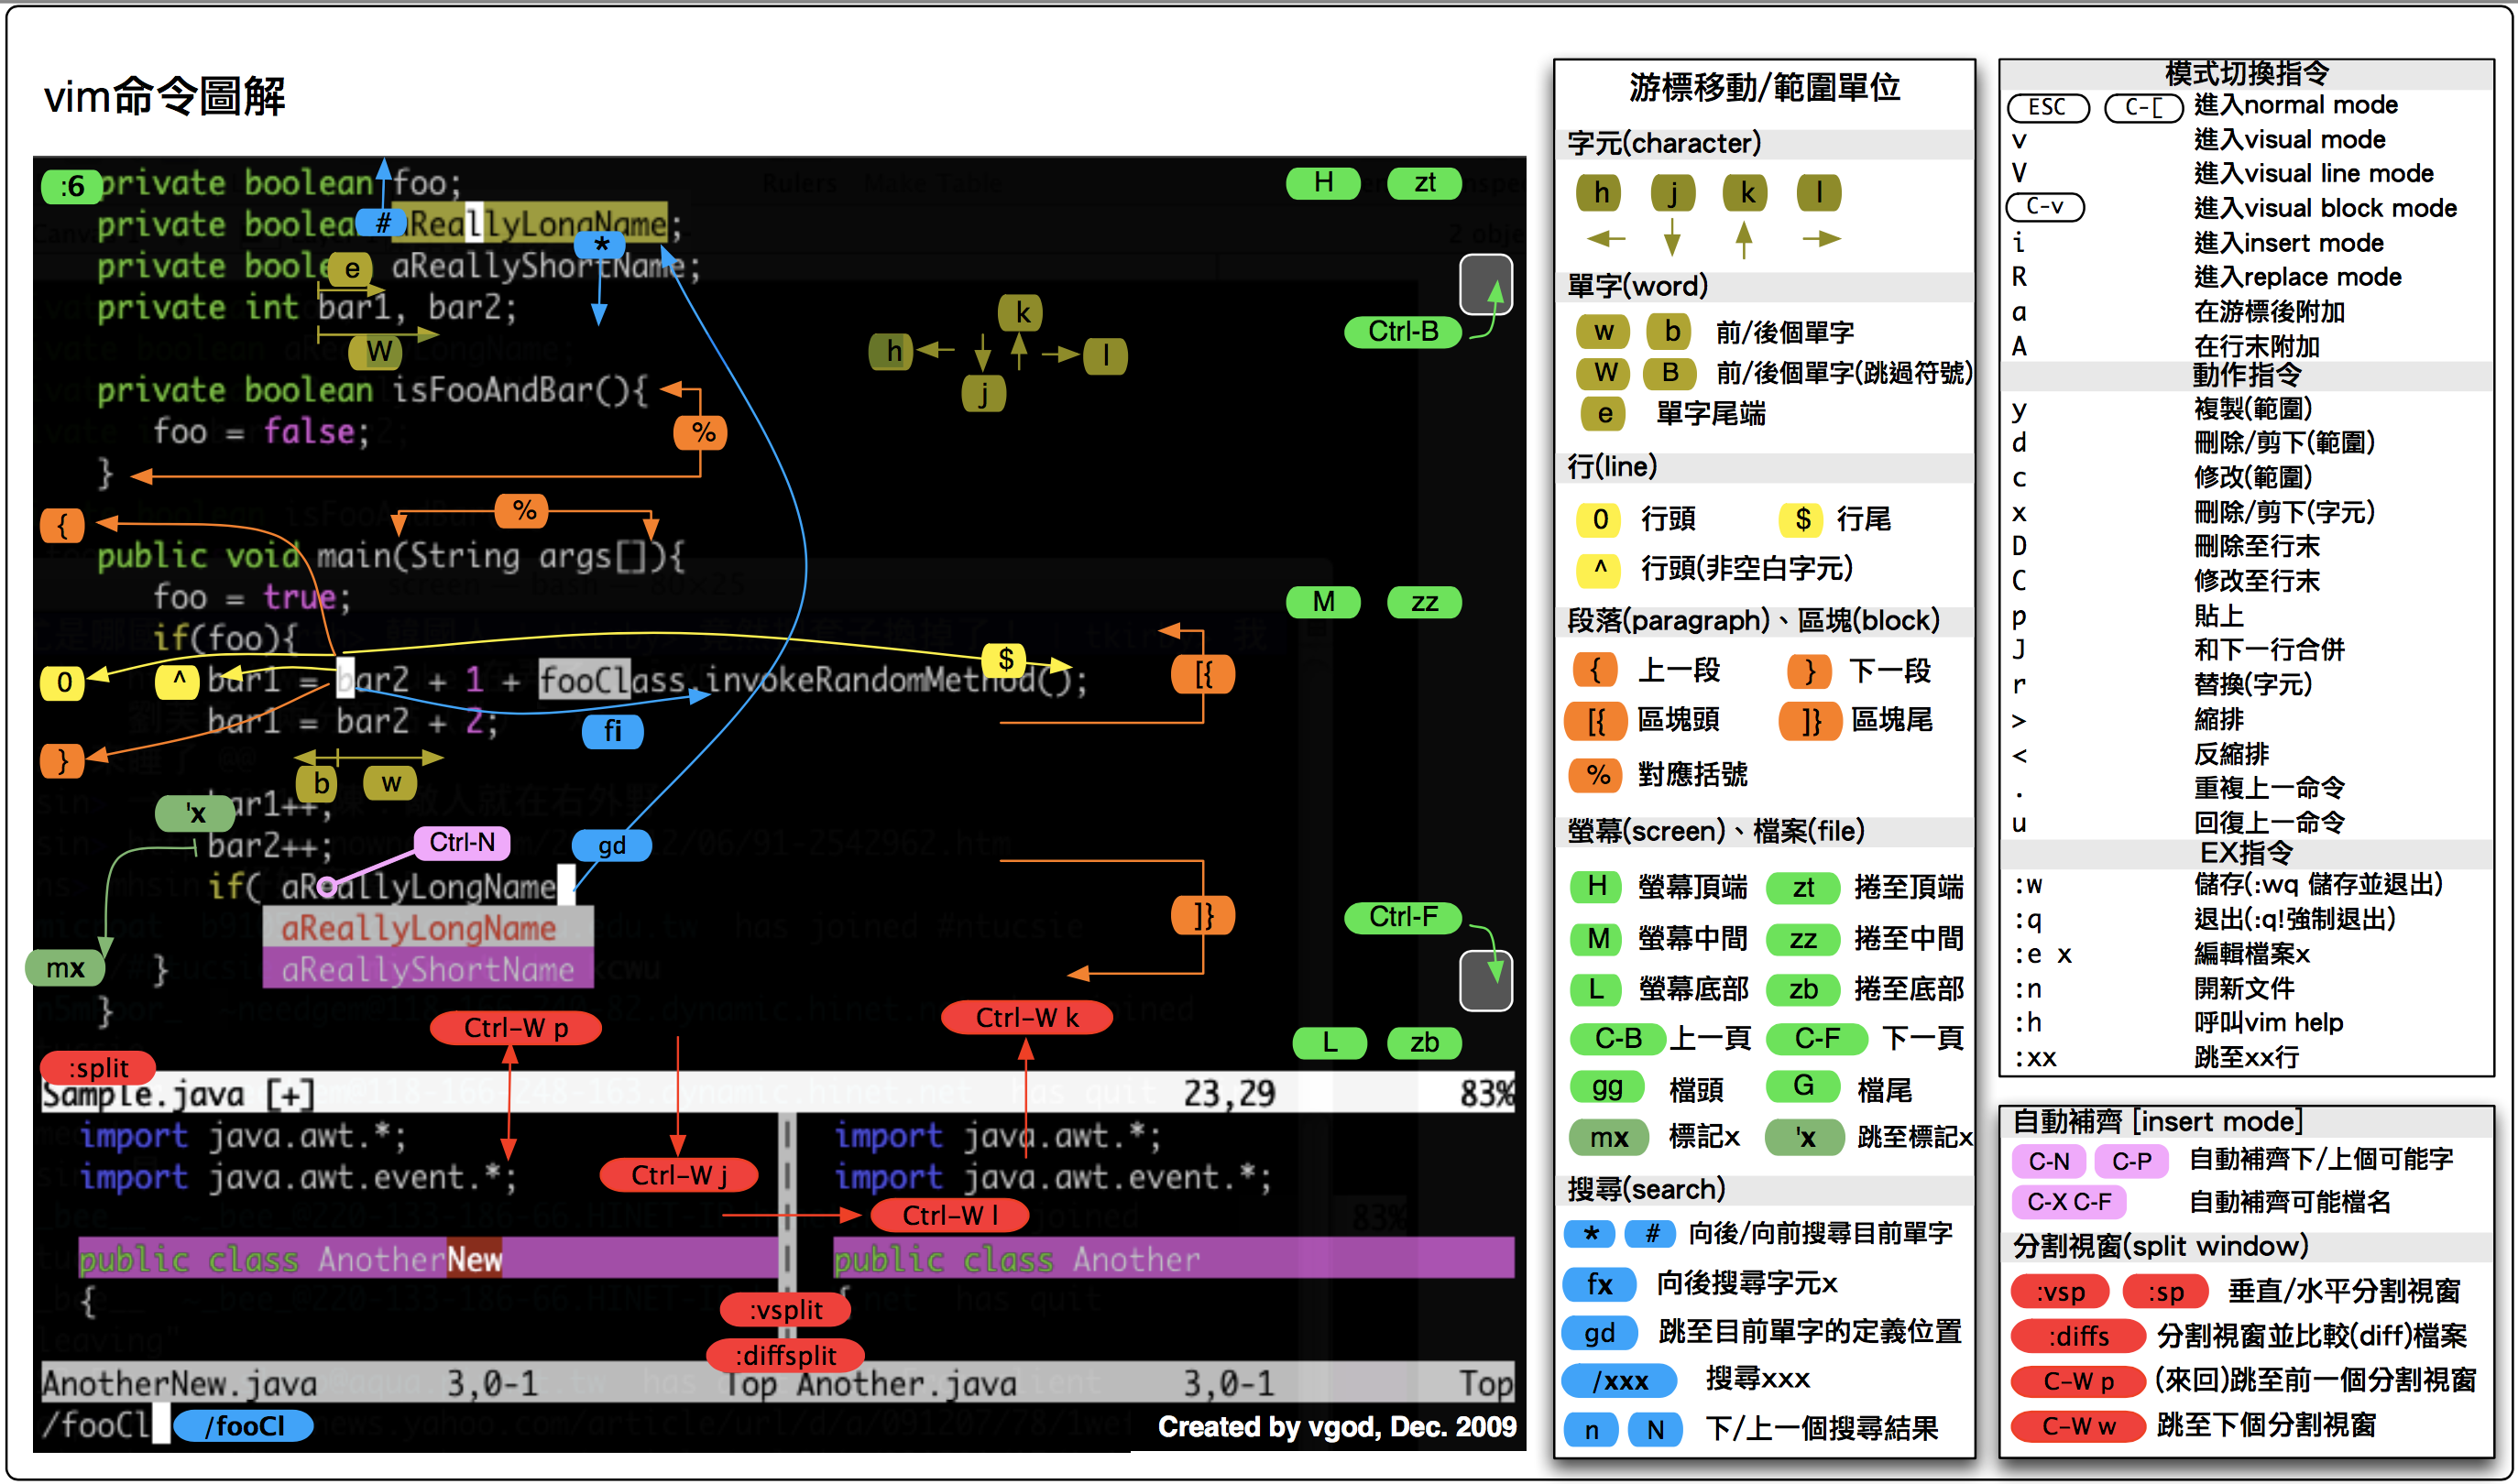 vim命令圖解
:6 private boolean foo; H zt
private boolea # aReallyLongName;
*
private boole e aReallyShortName;
private int bar1, bar2;
k
Ctrl-B
W h l
j
private boolean isFooAndBar(){
foo = false; %
}
{ %
public void main(String args[]){
foo = true; M zz
if(foo){
$
0 ^ bar1 = bar2 + 1 + fooClass.invokeRandomMethod(); [{
bar1 = bar2 + 2; fi
}
b w
'x bar1++;
bar2++; Ctrl-N gd
if( aReallyLongName
aReallyLongName ]} Ctrl-F
mx } aReallyShortName
}
Ctrl-W p Ctrl-W k L zb
:split
Sample.java [+] 23,29 83%
import java.awt.*; import java.awt.*;
import java.awt.event.*; Ctrl-W j import java.awt.event.*;
Ctrl-W l
public class AnotherNew public class Another
{ {
:vsplit
:diffsplit
AnotherNew.java 3,0-1 Top Another.java 3,0-1 Top
/fooCl /fooCl Created by vgod, Dec. 2009
游標移動/範圍單位
字元(character)
h j k l
單字(word)
w b 前/後個單字
W B 前/後個單字(跳過符號)
e 單字尾端
行(line)
0 行頭 $ 行尾
^ 行頭(非空白字元)
段落(paragraph)、區塊(block)
{ 上一段 } 下一段
[{ 區塊頭 ]} 區塊尾
% 對應括號
螢幕(screen)、檔案(file)
H 螢幕頂端 zt 捲至頂端
M 螢幕中間 zz 捲至中間
L 螢幕底部 zb 捲至底部
C-B 上一頁 C-F 下一頁
gg 檔頭 G 檔尾
mx 標記x 'x 跳至標記x
搜尋(search)
* # 向後/向前搜尋目前單字
fx 向後搜尋字元x
gd 跳至目前單字的定義位置
/xxx 搜尋xxx
n N 下/上一個搜尋結果
模式切換指令
ESC C-[ 進入normal mode
v 進入visual mode
V 進入visual line mode
C-v 進入visual block mode
i 進入insert mode
R 進入replace mode
a 在游標後附加
A 在行末附加
動作指令
y 複製(範圍)
d 刪除/剪下(範圍)
c 修改(範圍)
x 刪除/剪下(字元)
D 刪除至行末
C 修改至行末
p 貼上
J 和下一行合併
r 替換(字元)
> 縮排
< 反縮排
. 重複上一命令
u 回復上一命令
EX指令
:w 儲存(:wq 儲存並退出)
:q 退出(:q!強制退出)
:e x 編輯檔案x
:n 開新文件
:h 呼叫vim help
:xx 跳至xx行
自動補齊 [insert mode]
C-N C-P 自動補齊下/上個可能字
C-X C-F 自動補齊可能檔名
分割視窗(split window)
:vsp :sp 垂直/水平分割視窗
:diffs 分割視窗並比較(diff)檔案
C-W p (來回)跳至前一個分割視窗
C-W w 跳至下個分割視窗